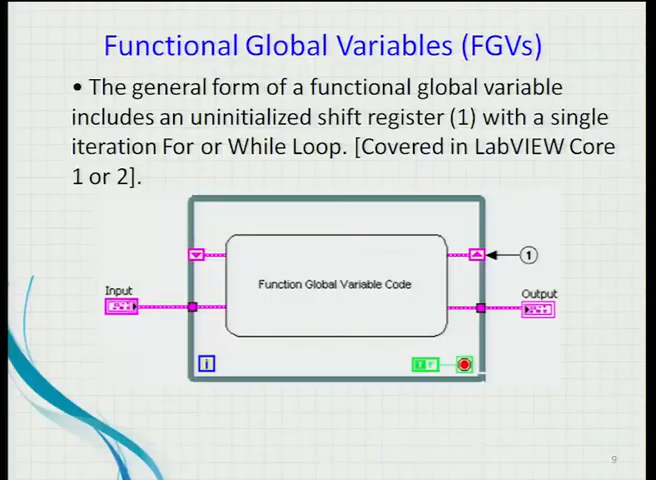 Functional Global Variables (FGVs)
• The general form of a functional global variable
includes an uninitialized shift register (1) with a single
iteration For or While Loop. [Covered in LabVIEW Core
1 or 2].
1
Function Global Variable Code
Input
Output
i
T F
9